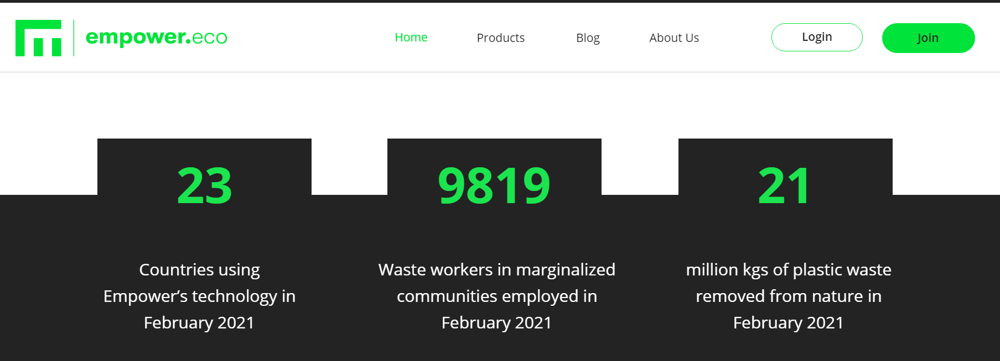 empower.eco
Home
Products
Blog
About Us
Login
Join
23
Countries using
Empower’s technology in
February 2021
9819
Waste workers in marginalized
communities employed in
February 2021
21
million kgs of plastic waste
removed from nature in
February 2021